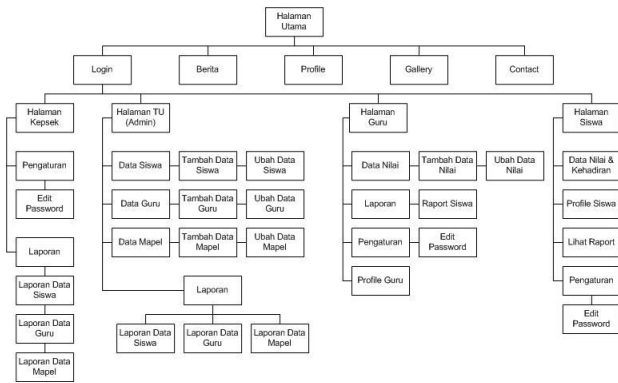 Halaman
Utama
Login
Berita
Profile
Gallery
Contact
Halaman
Kepsek
Halaman TU
(Admin)
Halaman
Guru
Halaman
Siswa
Pengaturan
Edit
Password
Laporan
Laporan Data
Siswa
Laporan Data
Guru
Laporan Data
Mapel
Data Siswa
Tambah Data
Siswa
Ubah Data
Siswa
Data Guru
Tambah Data
Guru
Ubah Data
Guru
Data Mapel
Tambah Data
Mapel
Ubah Data
Mapel
Laporan
Laporan Data
Siswa
Laporan Data
Guru
Laporan Data
Mapel
Data Nilai
Tambah Data
Nilai
Ubah Data
Nilai
Laporan
Raport Siswa
Pengaturan
Edit
Password
Profile Guru
Data Nilai &
Kehadiran
Profile Siswa
Lihat Raport
Pengaturan
Edit
Password